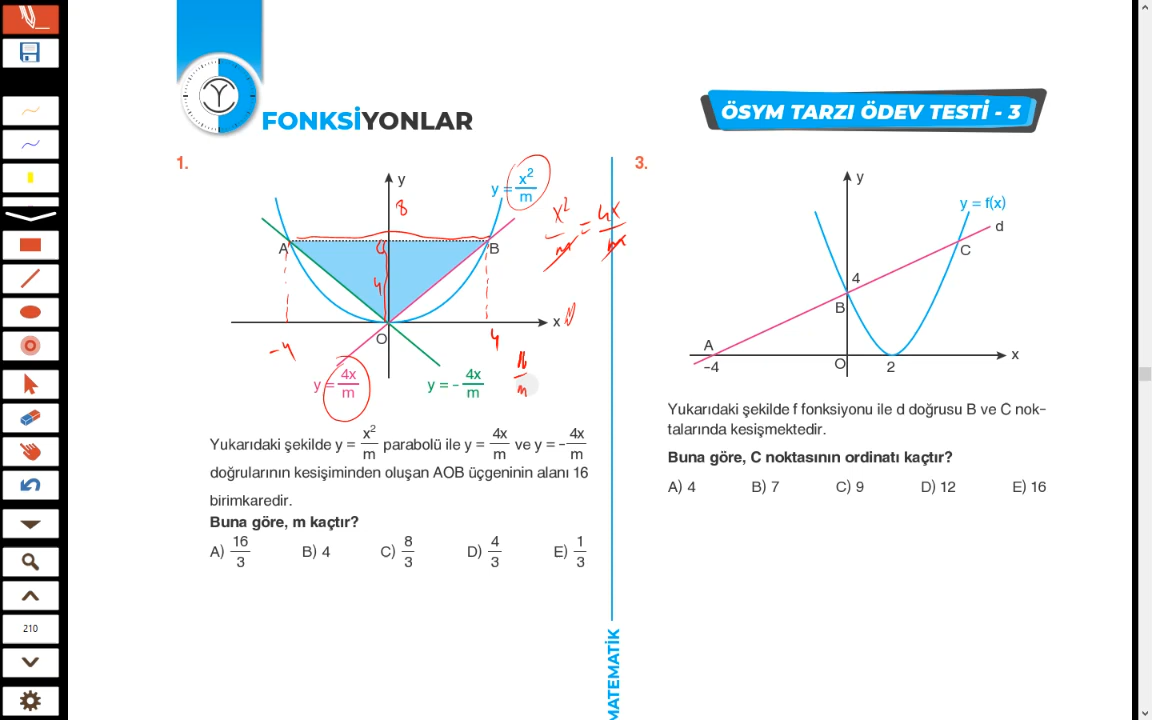 FONKSİYONLAR
ÖSYM TARZI ÖDEV TESTİ - 3
1.
y
8
y = x²/m
x²/m = 4x/m
A
B
4
x
0
O
-4
4
y = 4x/m
y = - 4x/m
16/m
Yukarıdaki şekilde y = x²/m parabolü ile y = 4x/m ve y = - 4x/m
doğrularının kesişiminden oluşan AOB üçgeninin alanı 16
birimkaredir.
Buna göre, m kaçtır?
A) 16/3 B) 4 C) 8/3 D) 4/3 E) 1/3
3.
y
y = f(x)
d
C
4
B
A
-4
O
2
x
Yukarıdaki şekilde f fonksiyonu ile d doğrusu B ve C nok-
talarında kesişmektedir.
Buna göre, C noktasının ordinatı kaçtır?
A) 4 B) 7 C) 9 D) 12 E) 16
MATEMATİK
210